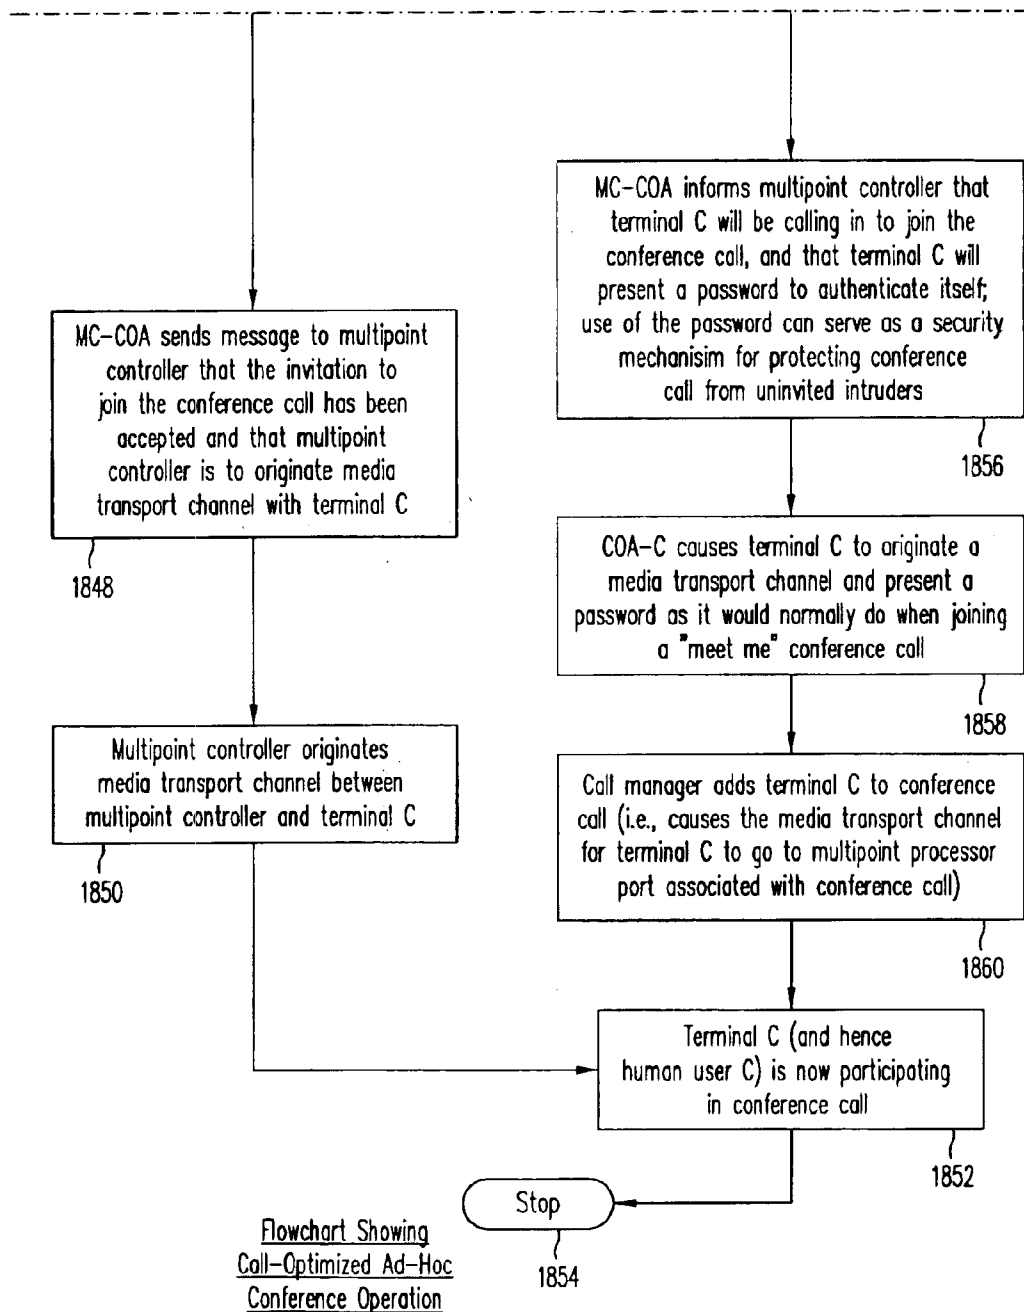 MC-COA sends message to multipoint
controller that the invitation to
join the conference call has been
accepted and that multipoint
controller is to originate media
transport channel with terminal C
1848
Multipoint controller originates
media transport channel between
multipoint controller and terminal C
1850
MC-COA informs multipoint controller that
terminal C will be calling in to join the
conference call, and that terminal C will
present a password to authenticate itself;
use of the password can serve as a security
mechanisim for protecting conference
call from uninvited intruders
1856
COA-C causes terminal C to originate a
media transport channel and present a
password as it would normally do when joining
a "meet me" conference call
1858
Call manager adds terminal C to conference
call (i.e., causes the media transport channel
for terminal C to go to multipoint processor
port associated with conference call)
1860
Terminal C (and hence
human user C) is now participating
in conference call
1852
Stop
1854
Flowchart Showing
Call-Optimized Ad-Hoc
Conference Operation